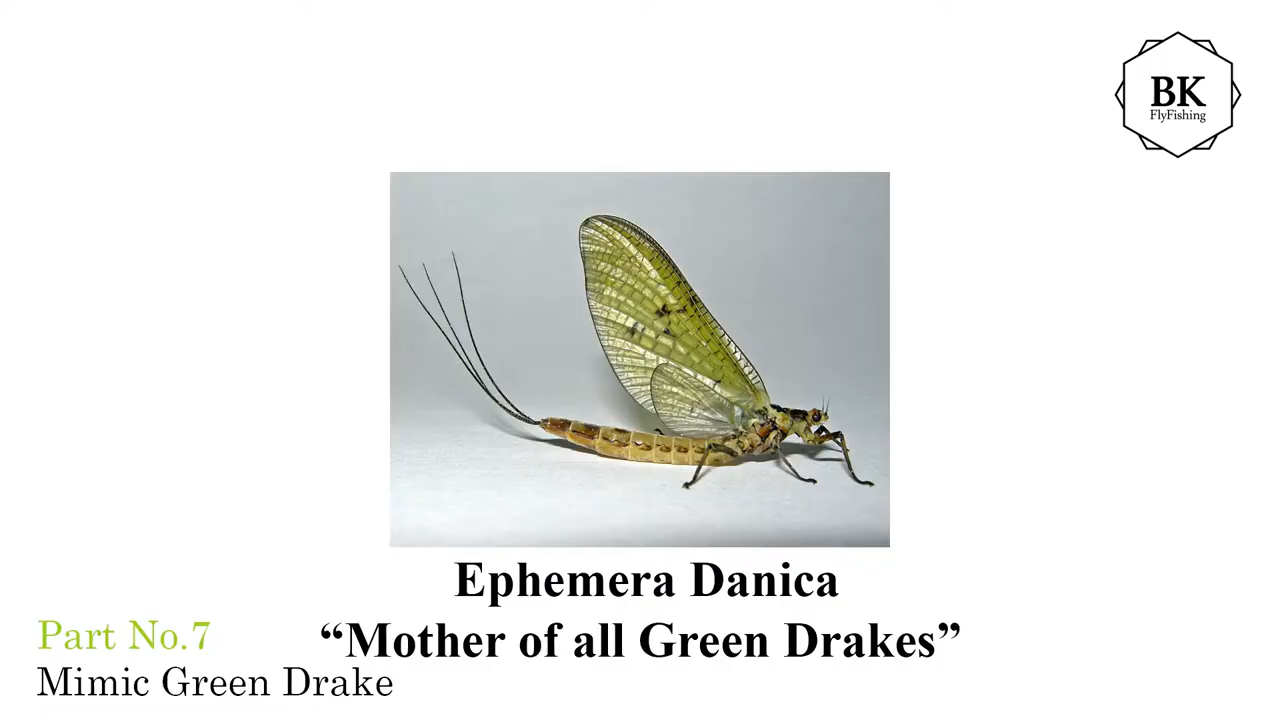 BK
FlyFishing
Ephemera Danica
“Mother of all Green Drakes”
Part No.7
Mimic Green Drake